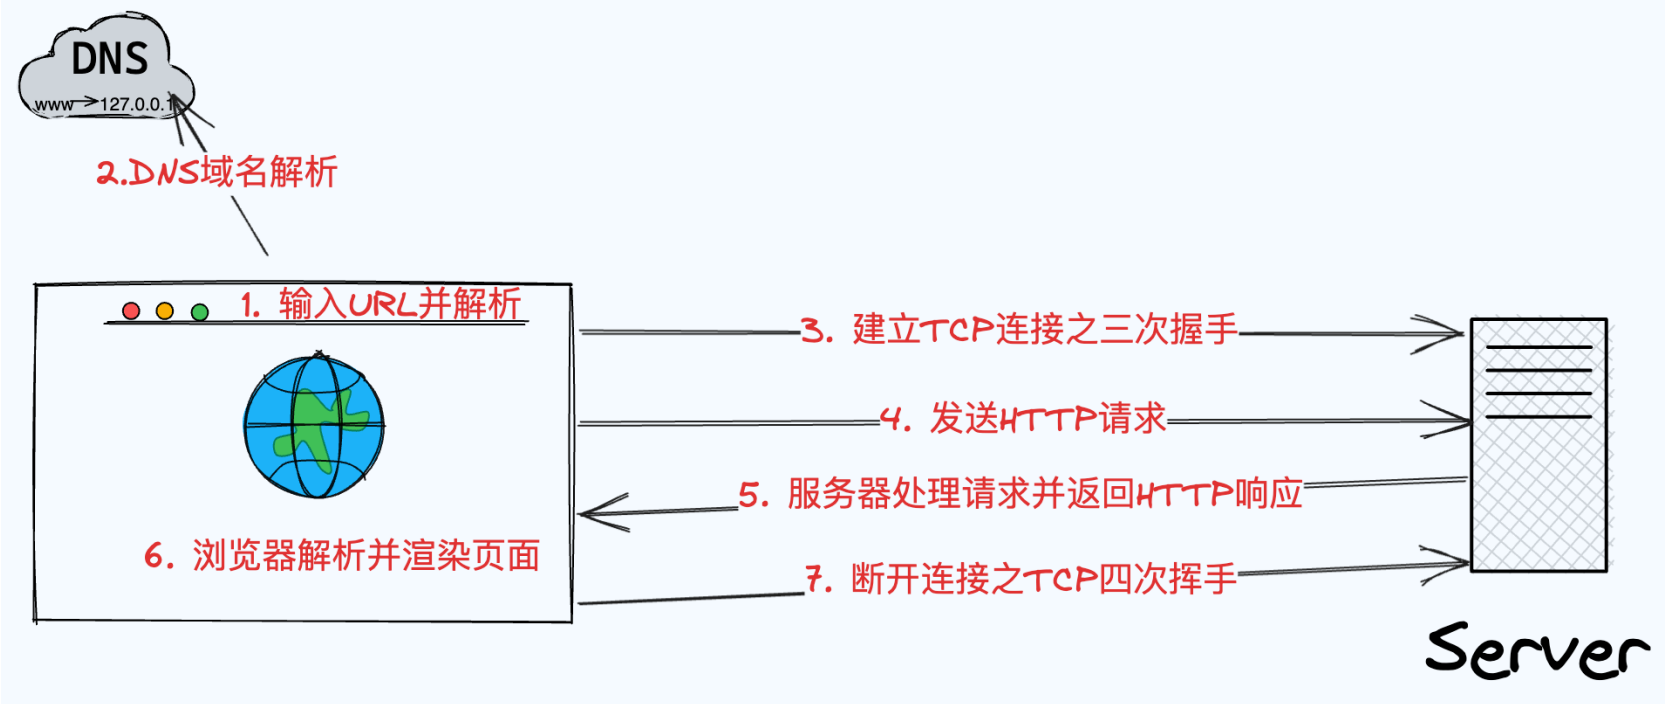 DNS
www→127.0.0.1
2.DNS域名解析
1. 输入URL并解析
3. 建立TCP连接之三次握手
4. 发送HTTP请求
5. 服务器处理请求并返回HTTP响应
6. 浏览器解析并渲染页面
7. 断开连接之TCP四次挥手
Server